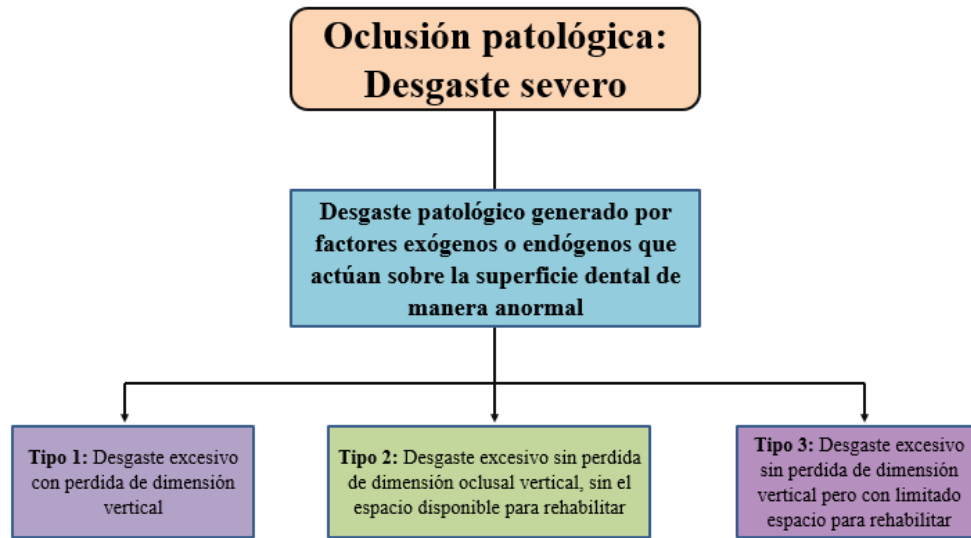 Oclusión patológica:
Desgaste severo
Desgaste patológico generado por
factores exógenos o endógenos que
actúan sobre la superficie dental de
manera anormal
Tipo 1: Desgaste excesivo
con perdida de dimensión
vertical
Tipo 2: Desgaste excesivo sin perdida
de dimensión oclusal vertical, sin el
espacio disponible para rehabilitar
Tipo 3: Desgaste excesivo
sin perdida de dimensión
vertical pero con limitado
espacio para rehabilitar